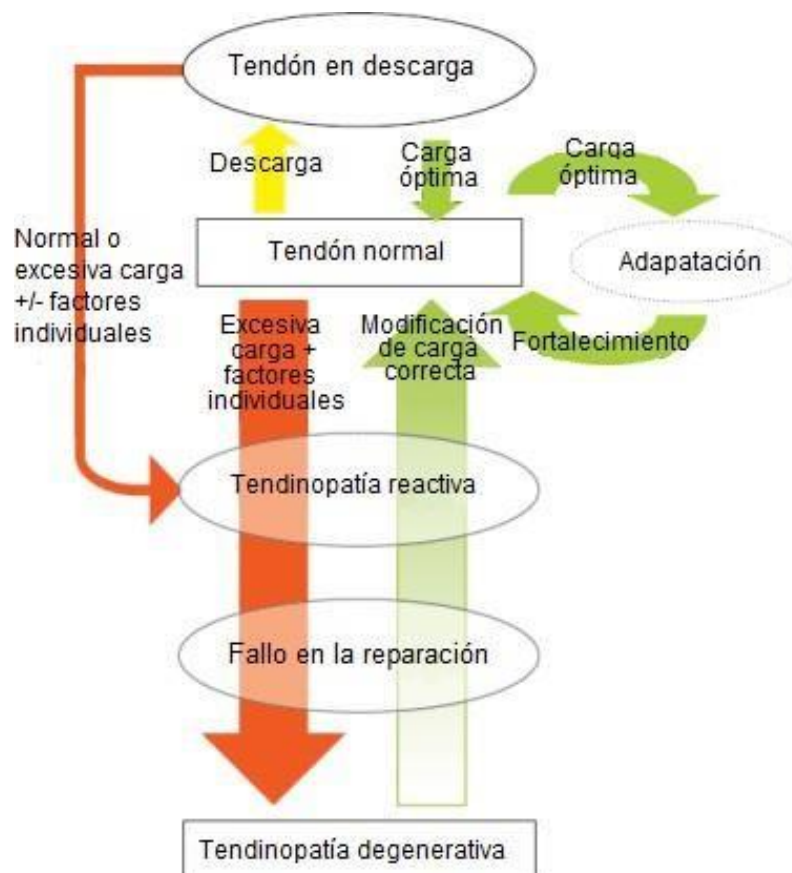 Tendón en descarga
Descarga
Carga
óptima
Carga
óptima
Normal o
excesiva carga
+/- factores
individuales
Tendón normal
Adapatación
Excesiva
carga +
factores
individuales
Modificación
de carga
correcta
Fortalecimiento
Tendinopatía reactiva
Fallo en la reparación
Tendinopatía degenerativa